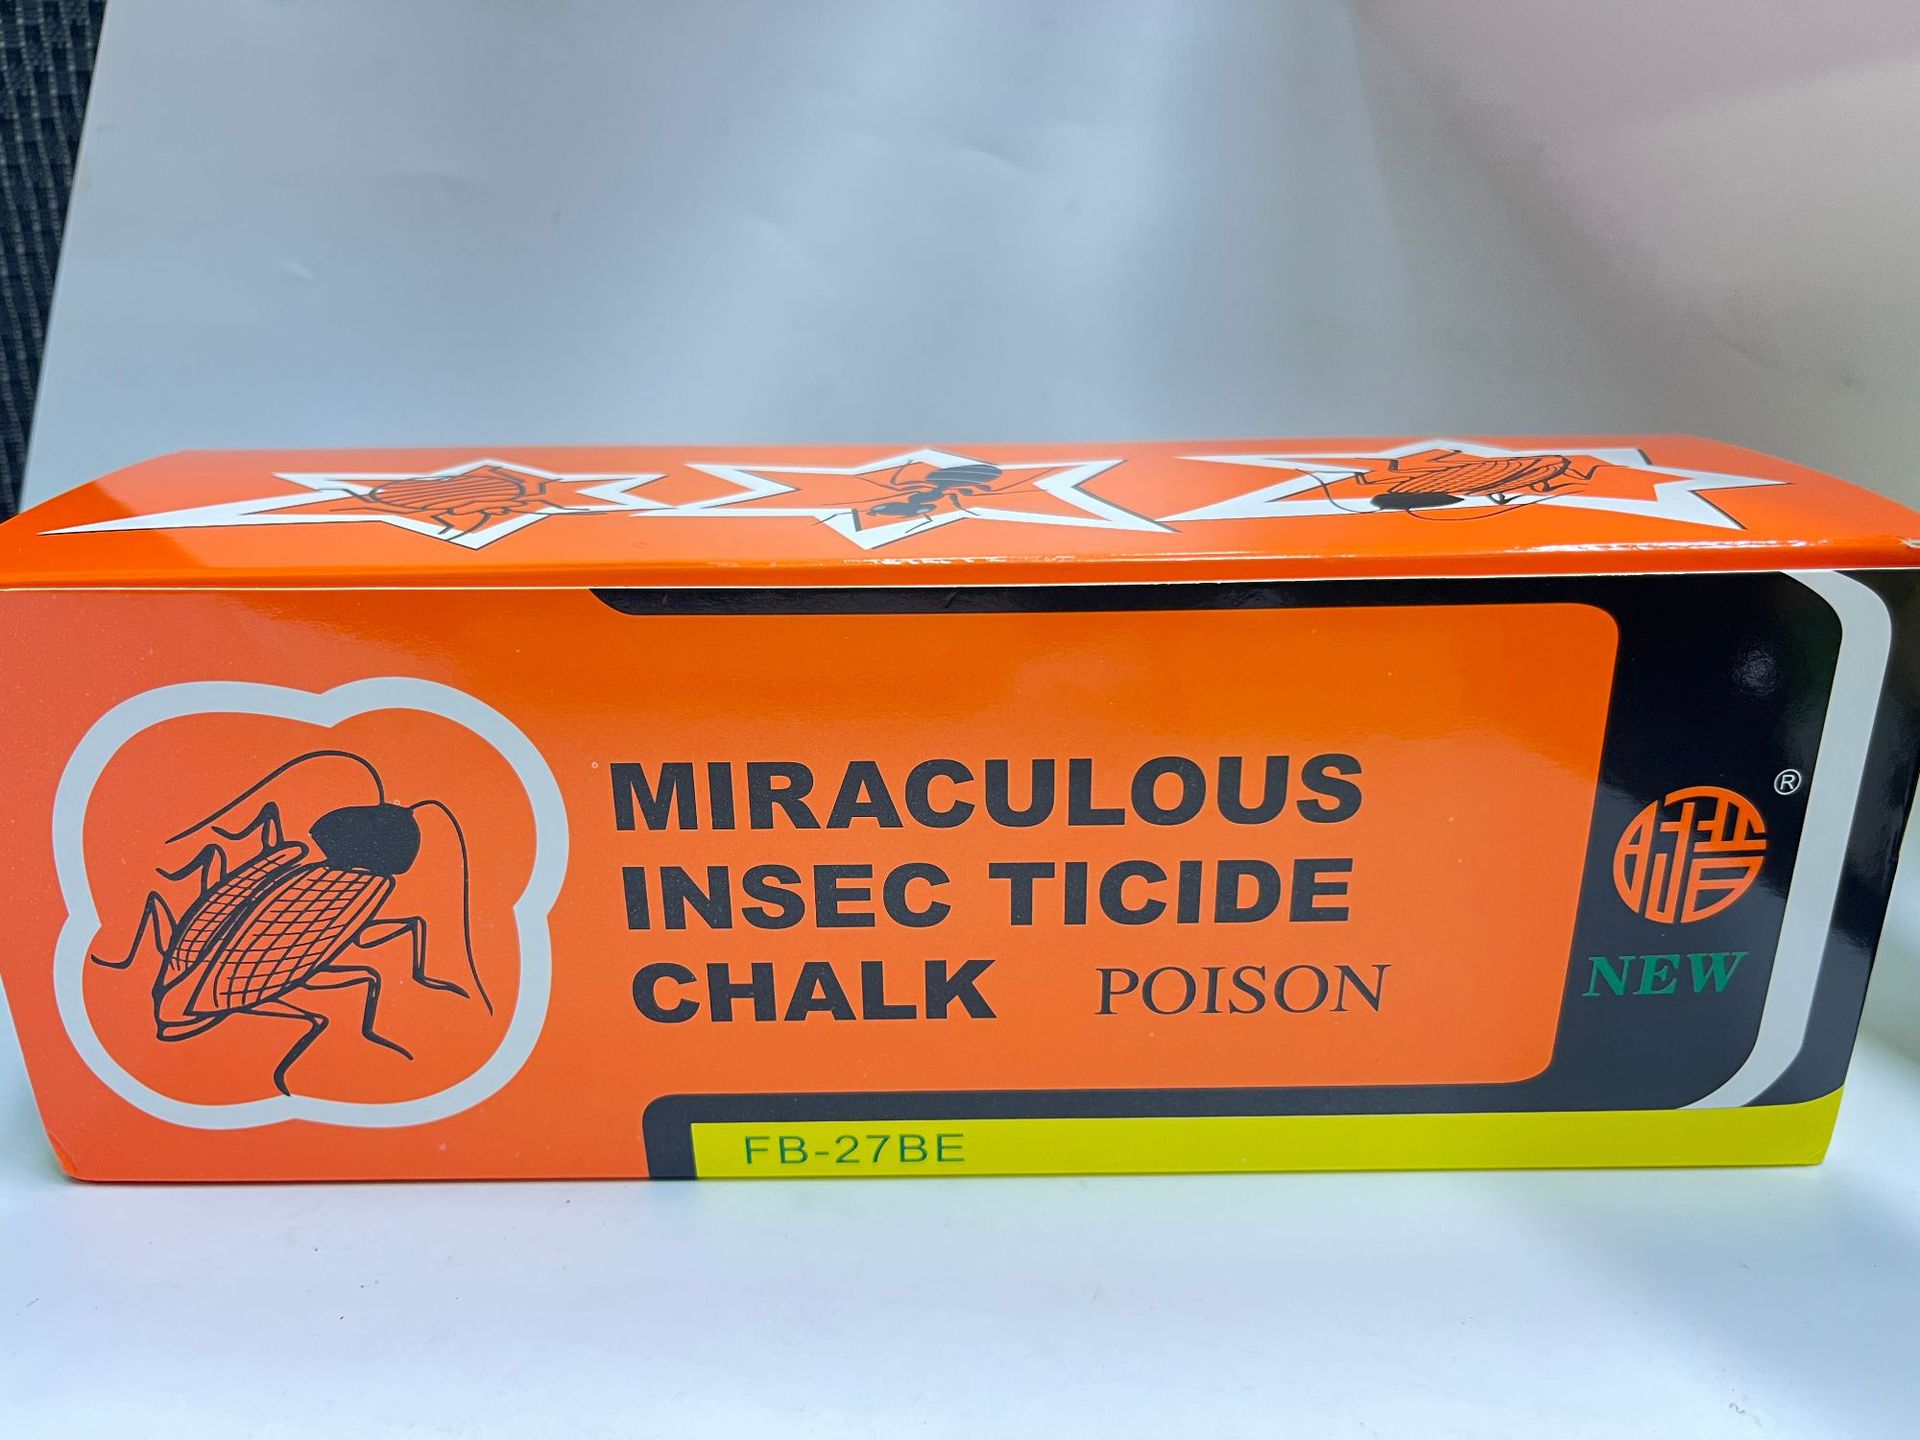 MIRACULOUS
INSEC TICIDE
CHALK POISON
®
NEW
FB-27BE